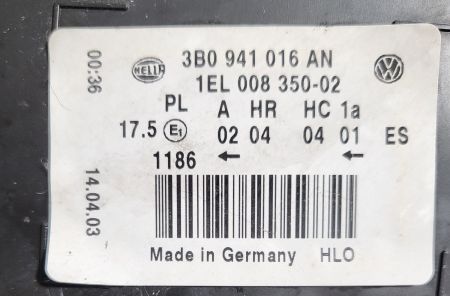 HELLA 3B0 941 016 AN
1EL 008 350-02
PL A HR HC 1a
17.5 E1 02 04 04 01 ES
1186 ← ←
Made in Germany HLO
00:36
14.04.03